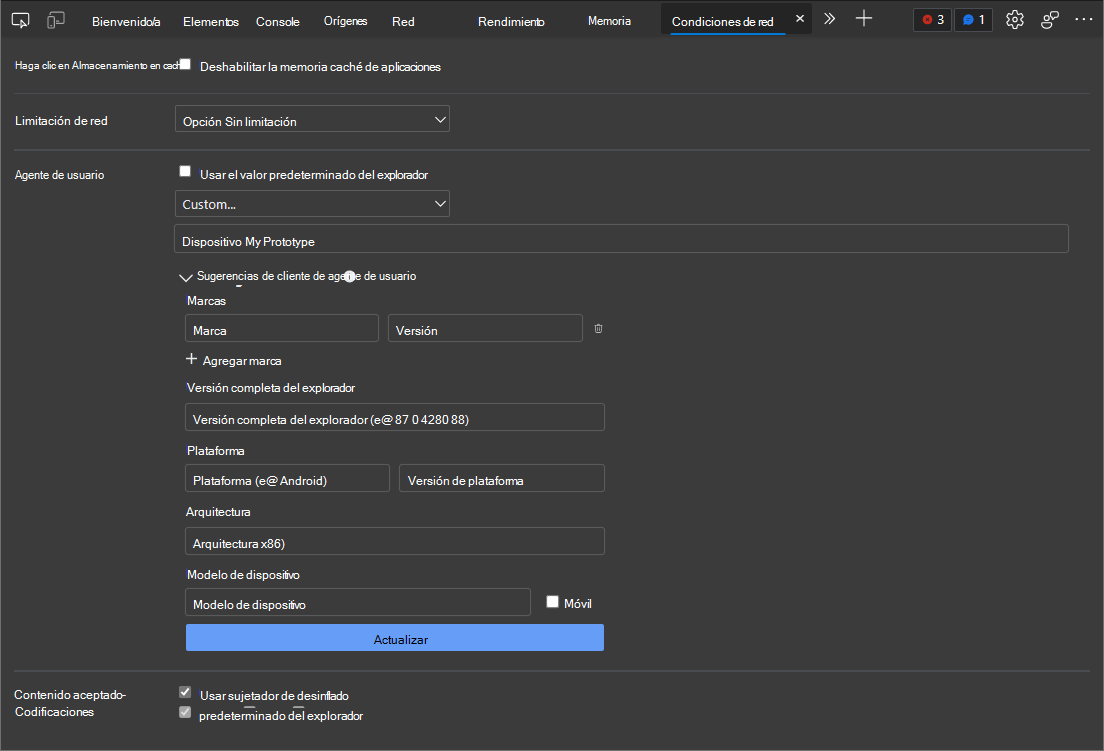 Bienvenido/a Elementos Console Orígenes Red Rendimiento Memoria Condiciones de red 3 1
Haga clic en Almacenamiento en cach Deshabilitar la memoria caché de aplicaciones
Limitación de red Opción Sin limitación
Agente de usuario Usar el valor predeterminado del explorador
Custom...
Dispositivo My Prototype
Sugerencias de cliente de agente de usuario
Marcas
Marca Versión
Agregar marca
Versión completa del explorador
Versión completa del explorador (e@ 87 0 4280 88)
Plataforma
Plataforma (e@ Android) Versión de plataforma
Arquitectura
Arquitectura x86)
Modelo de dispositivo
Modelo de dispositivo Móvil
Actualizar
Contenido aceptado- Usar sujetador de desinflado
Codificaciones predeterminado del explorador